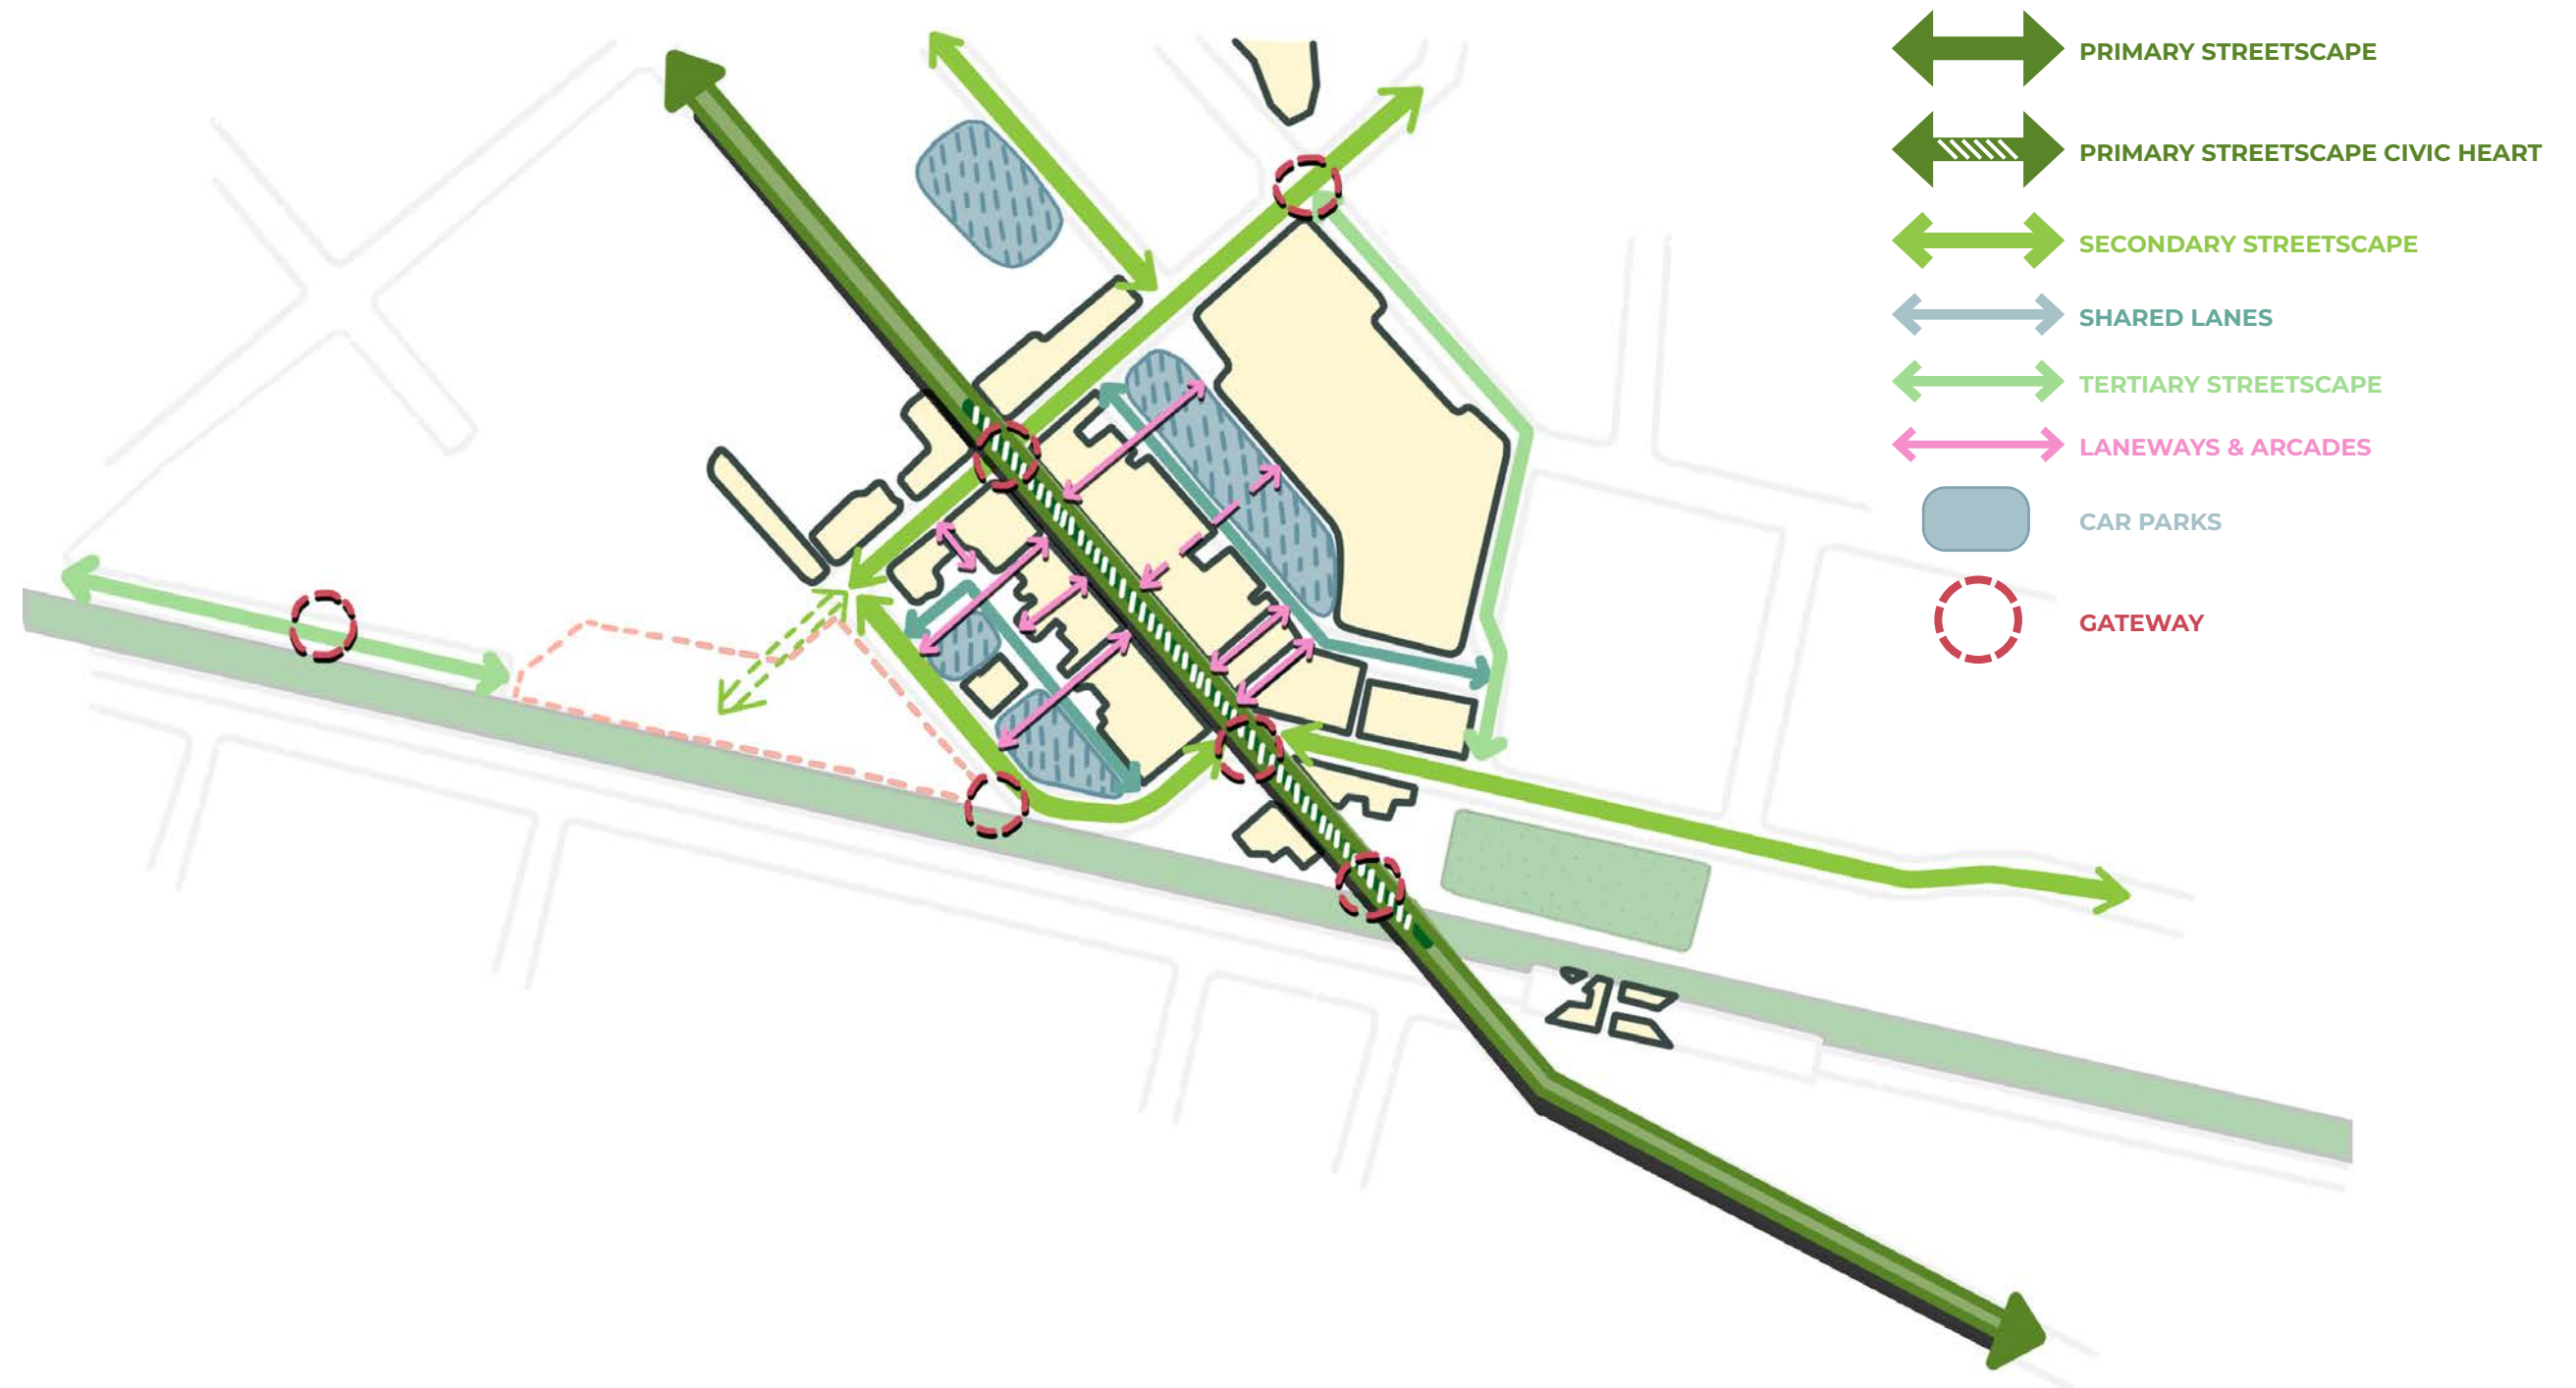 PRIMARY STREETSCAPE
PRIMARY STREETSCAPE CIVIC HEART
SECONDARY STREETSCAPE
SHARED LANES
TERTIARY STREETSCAPE
LANEWAYS & ARCADES
CAR PARKS
GATEWAY